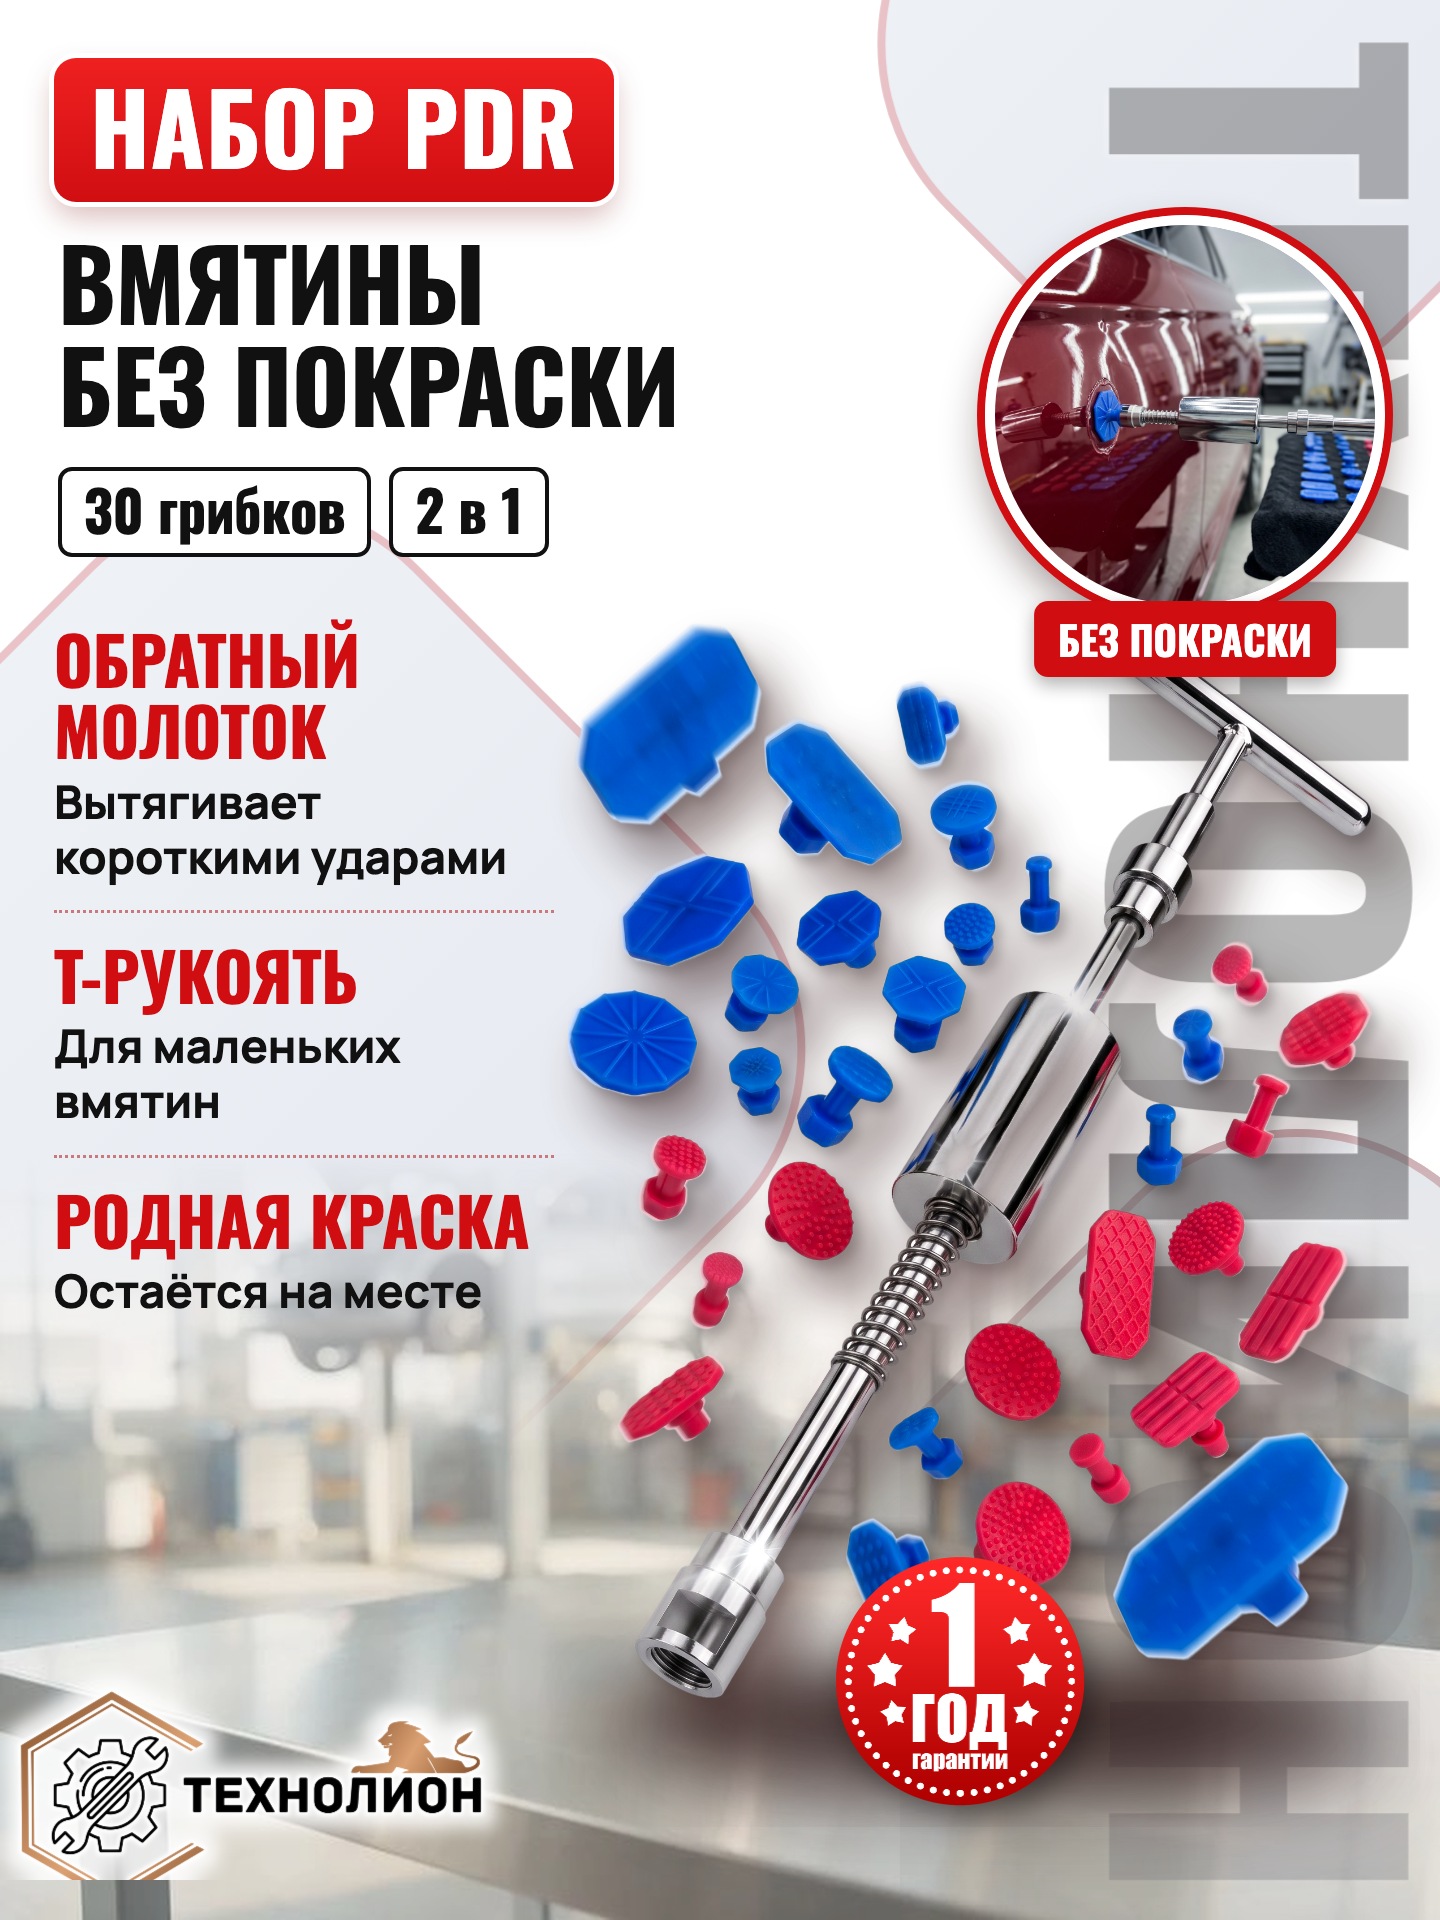 НАБОР PDR
ВМЯТИНЫ
БЕЗ ПОКРАСКИ
30 грибков
2 в 1
БЕЗ ПОКРАСКИ
ОБРАТНЫЙ
МОЛОТОК
Вытягивает
короткими ударами
Т-РУКОЯТЬ
Для маленьких
вмятин
РОДНАЯ КРАСКА
Остаётся на месте
1
ГОД
гарантии
ТЕХНОЛИОН